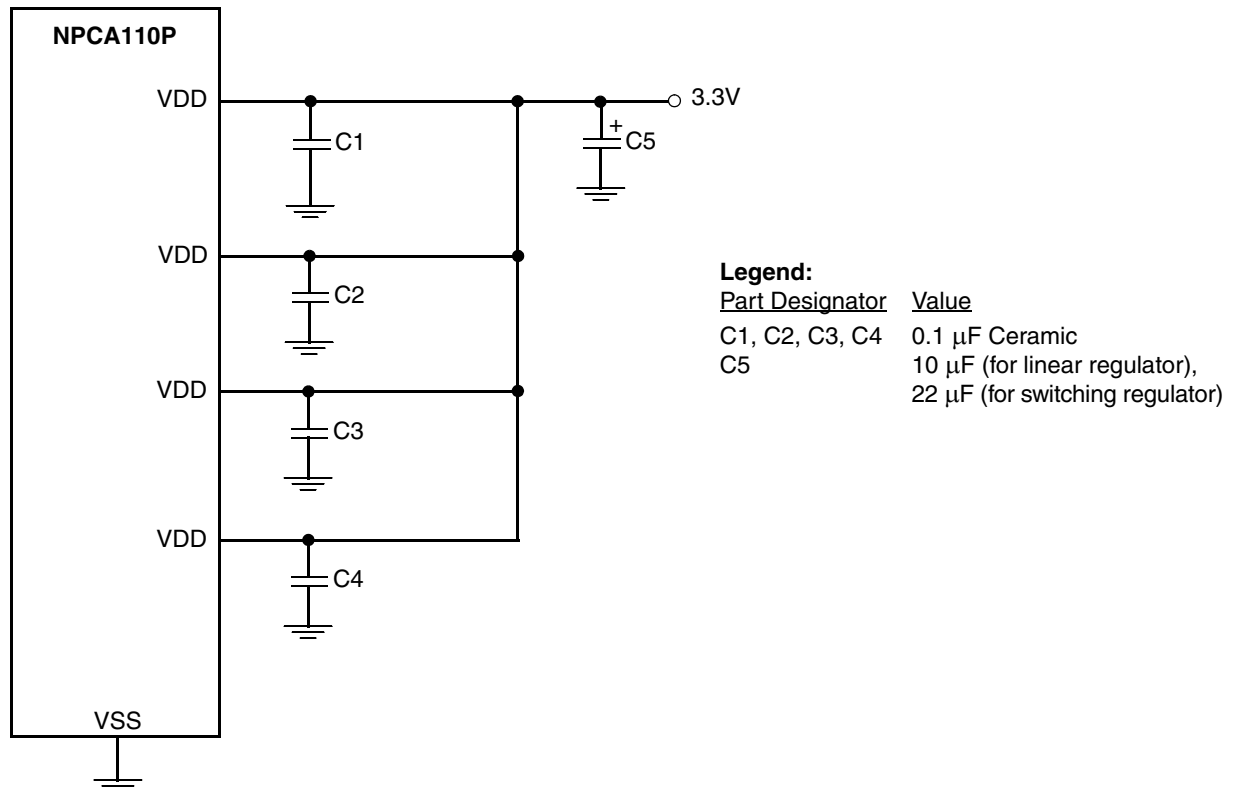 NPCA110P
VDD
3.3V
C1
+
C5
VDD
C2
Legend:
Part Designator Value
C1, C2, C3, C4 0.1 μF Ceramic
C5 10 μF (for linear regulator),
22 μF (for switching regulator)
VDD
C3
VDD
C4
VSS